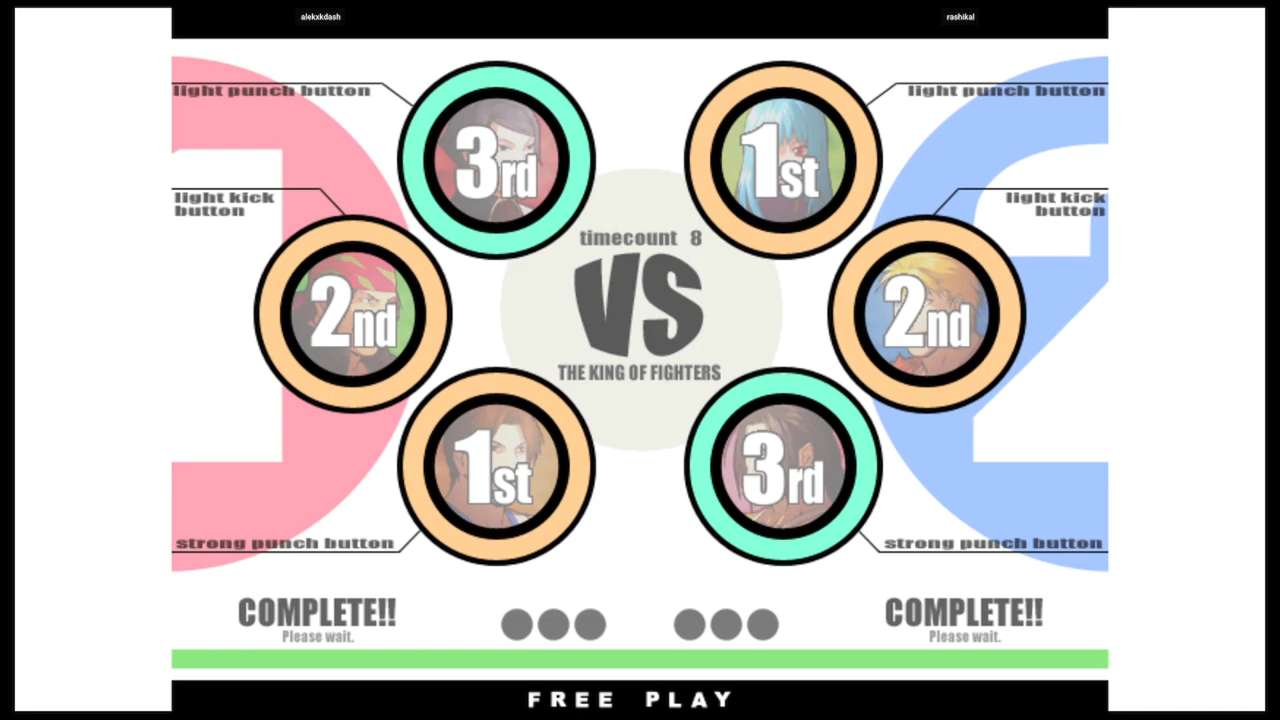 alekxkdash
rashikal
light punch button
3rd
1st
light punch button
light kick
button
light kick
button
timecount 8
VS
THE KING OF FIGHTERS
2nd
2nd
1st
3rd
strong punch button
strong punch button
COMPLETE!!
Please wait.
COMPLETE!!
Please wait.
FREE PLAY
1
2